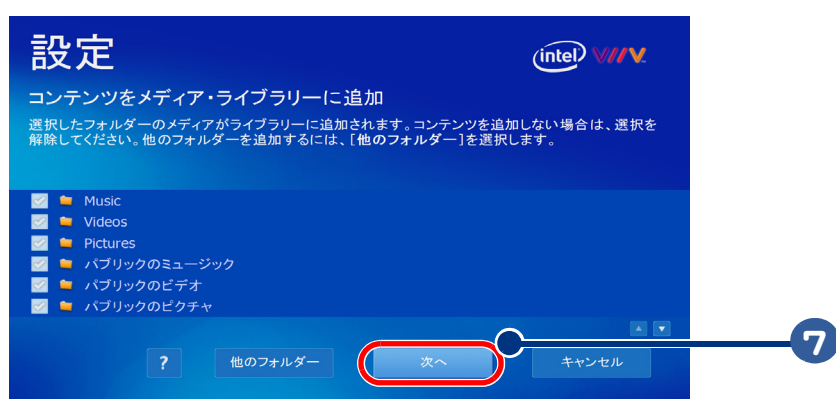 設定
intel VIIV
コンテンツをメディア・ライブラリーに追加
選択したフォルダーのメディアがライブラリーに追加されます。コンテンツを追加しない場合は、選択を
解除してください。他のフォルダーを追加するには、[他のフォルダー]を選択します。
Music
Videos
Pictures
パブリックのミュージック
パブリックのビデオ
パブリックのピクチャ
? 他のフォルダー 次へ キャンセル
7